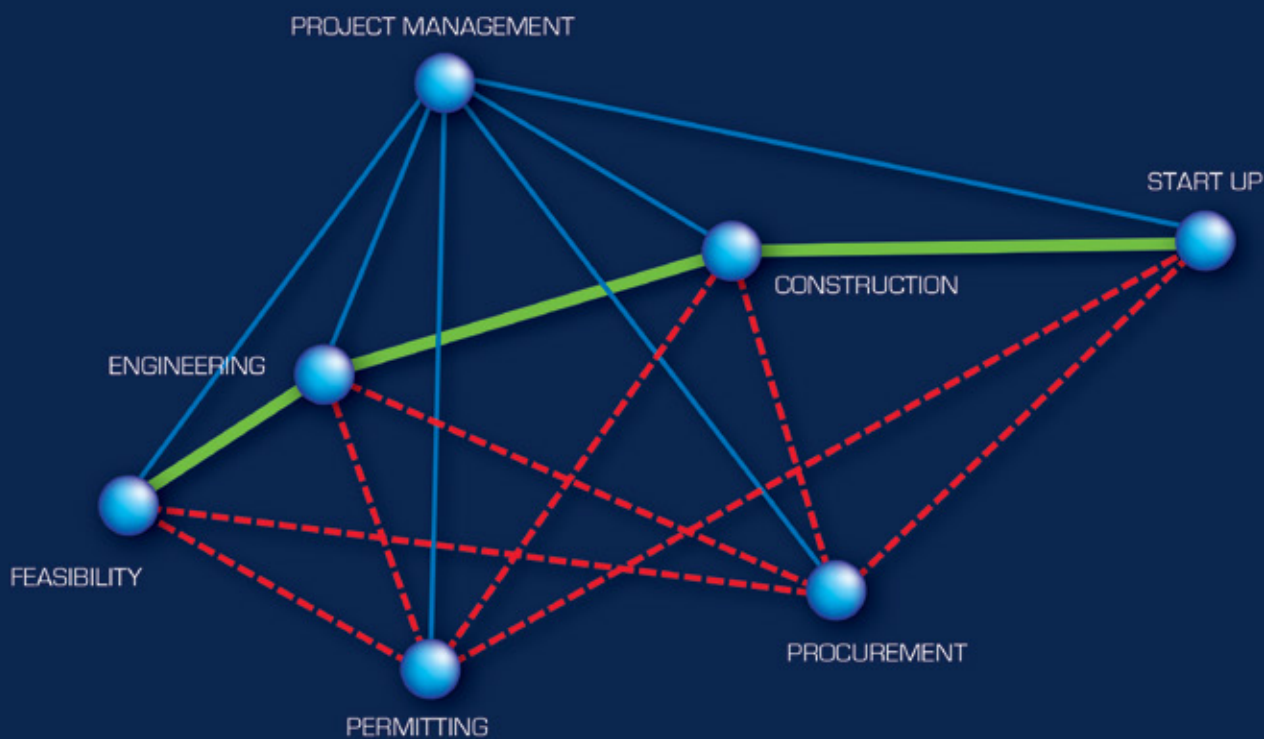 PROJECT MANAGEMENT
START UP
CONSTRUCTION
ENGINEERING
FEASIBILITY
PROCUREMENT
PERMITTING